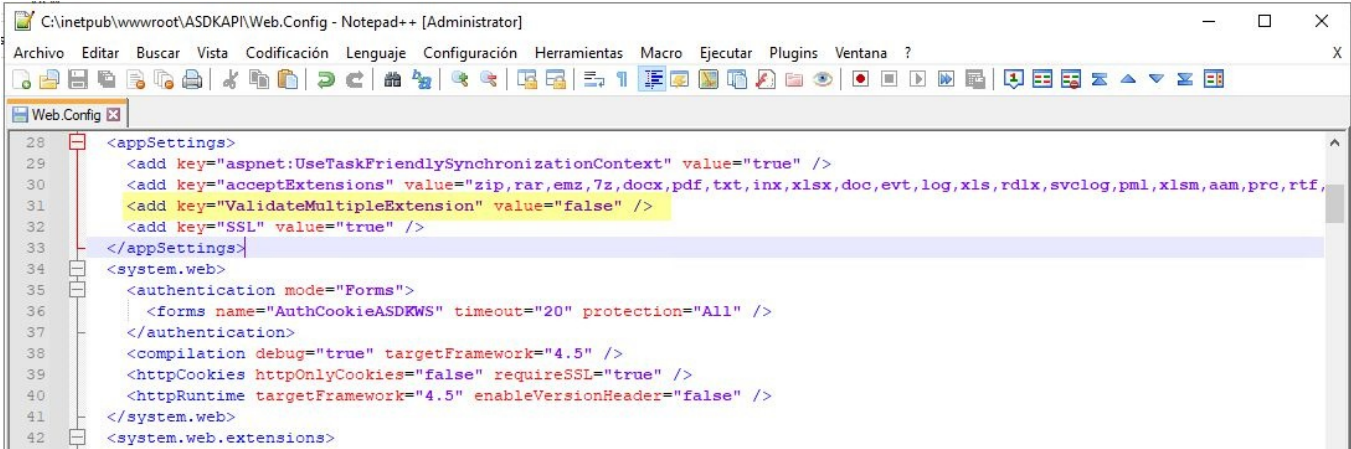 C:\inetpub\wwwroot\ASDKAPI\Web.Config - Notepad++ [Administrator]
Archivo Editar Buscar Vista Codificación Lenguaje Configuración Herramientas Macro Ejecutar Plugins Ventana ? X
Web.Config
28 <appSettings>
29 <add key="aspnet:UseTaskFriendlySynchronizationContext" value="true" />
30 <add key="acceptExtensions" value="zip,rar,emz,7z,docx,pdf,txt,inx,xlsx,doc,evt,log,xls,rdlx,svclog,pml,xlsm,aam,prc,rtf,
31 <add key="ValidateMultipleExtension" value="false" />
32 <add key="SSL" value="true" />
33 </appSettings>
34 <system.web>
35 <authentication mode="Forms">
36 <forms name="AuthCookieASDKWS" timeout="20" protection="All" />
37 </authentication>
38 <compilation debug="true" targetFramework="4.5" />
39 <httpCookies httpOnlyCookies="false" requireSSL="true" />
40 <httpRuntime targetFramework="4.5" enableVersionHeader="false" />
41 </system.web>
42 <system.web.extensions>